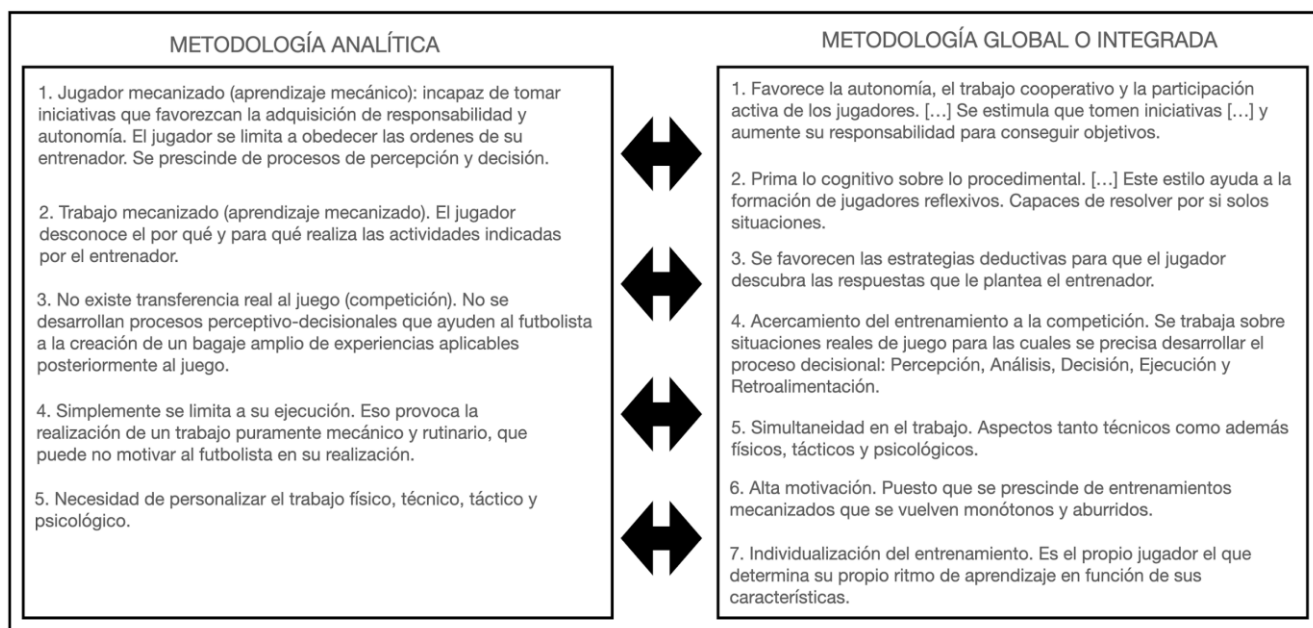 METODOLOGÍA ANALÍTICA
1. Jugador mecanizado (aprendizaje mecánico): incapaz de tomar
iniciativas que favorezcan la adquisición de responsabilidad y
autonomía. El jugador se limita a obedecer las ordenes de su
entrenador. Se prescinde de procesos de percepción y decisión.
2. Trabajo mecanizado (aprendizaje mecanizado). El jugador
desconoce el por qué y para qué realiza las actividades indicadas
por el entrenador.
3. No existe transferencia real al juego (competición). No se
desarrollan procesos perceptivo-decisionales que ayuden al futbolista
a la creación de un bagaje amplio de experiencias aplicables
posteriormente al juego.
4. Simplemente se limita a su ejecución. Eso provoca la
realización de un trabajo puramente mecánico y rutinario, que
puede no motivar al futbolista en su realización.
5. Necesidad de personalizar el trabajo físico, técnico, táctico y
psicológico.
METODOLOGÍA GLOBAL O INTEGRADA
1. Favorece la autonomía, el trabajo cooperativo y la participación
activa de los jugadores. […] Se estimula que tomen iniciativas […] y
aumente su responsabilidad para conseguir objetivos.
2. Prima lo cognitivo sobre lo procedimental. […] Este estilo ayuda a la
formación de jugadores reflexivos. Capaces de resolver por si solos
situaciones.
3. Se favorecen las estrategias deductivas para que el jugador
descubra las respuestas que le plantea el entrenador.
4. Acercamiento del entrenamiento a la competición. Se trabaja sobre
situaciones reales de juego para las cuales se precisa desarrollar el
proceso decisional: Percepción, Análisis, Decisión, Ejecución y
Retroalimentación.
5. Simultaneidad en el trabajo. Aspectos tanto técnicos como además
físicos, tácticos y psicológicos.
6. Alta motivación. Puesto que se prescinde de entrenamientos
mecanizados que se vuelven monótonos y aburridos.
7. Individualización del entrenamiento. Es el propio jugador el que
determina su propio ritmo de aprendizaje en función de sus
características.